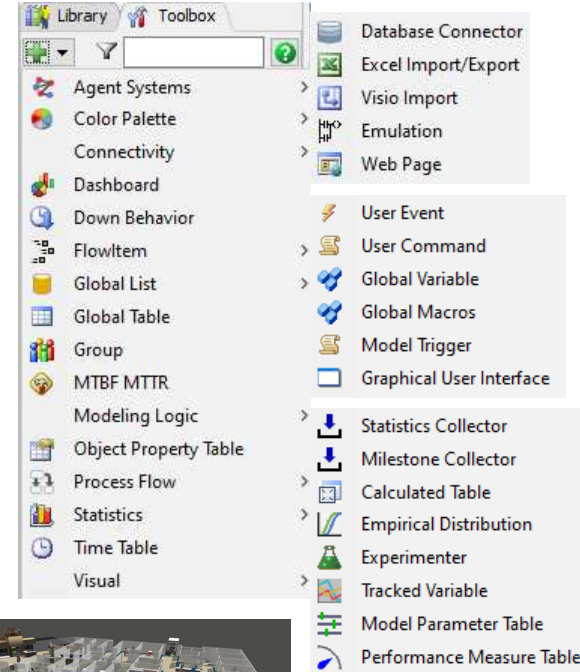 Library
Toolbox
Agent Systems
Color Palette
Connectivity
Dashboard
Down Behavior
FlowItem
Global List
Global Table
Group
MTBF MTTR
Modeling Logic
Object Property Table
Process Flow
Statistics
Time Table
Visual
Database Connector
Excel Import/Export
Visio Import
Emulation
Web Page
User Event
User Command
Global Variable
Global Macros
Model Trigger
Graphical User Interface
Statistics Collector
Milestone Collector
Calculated Table
Empirical Distribution
Experimenter
Tracked Variable
Model Parameter Table
Performance Measure Table